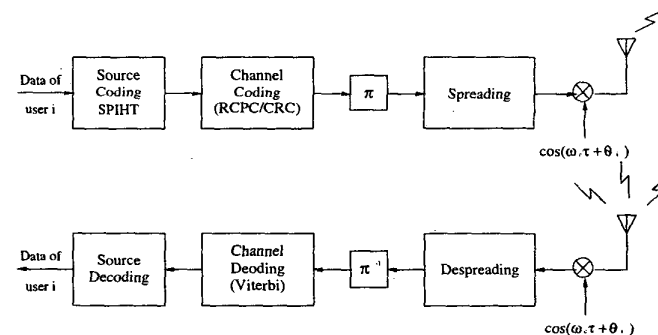 Data of
user i
Source
Coding
SPIHT
Channel
Coding
(RCPC/CRC)
π
Spreading
cos(ω.τ+θ.)
Data of
user i
Source
Decoding
Channel
Deoding
(Viterbi)
π⁻¹
Despreading
cos(ω.τ+θ.)